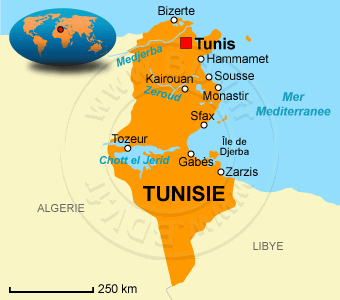 Bizerte
Tunis
Medjerba
Hammamet
Kairouan
Sousse
Zeroud
Monastir
Mer
Mediterranee
Sfax
Tozeur
Île de
Djerba
Chott el Jerid
Gabès
Zarzis
TUNISIE
ALGERIE
LIBYE
250 km